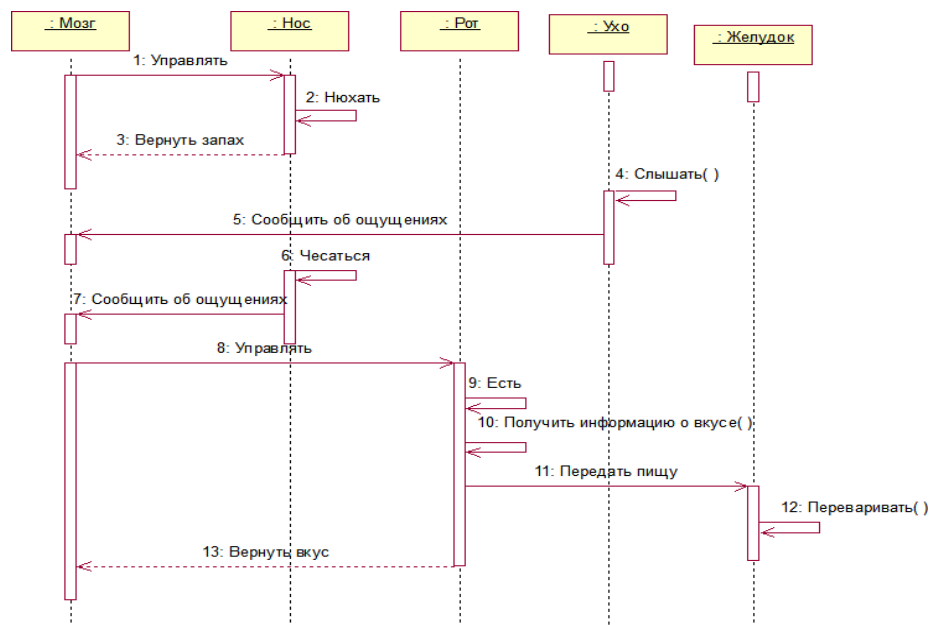 _: Мозг
_: Нос
_: Рот
_: Ухо
_: Желудок
1: Управлять
2: Нюхать
3: Вернуть запах
4: Слышать( )
5: Сообщить об ощущениях
6: Чесаться
7: Сообщить об ощущениях
8: Управлять
9: Есть
10: Получить информацию о вкусе( )
11: Передать пищу
12: Переваривать( )
13: Вернуть вкус